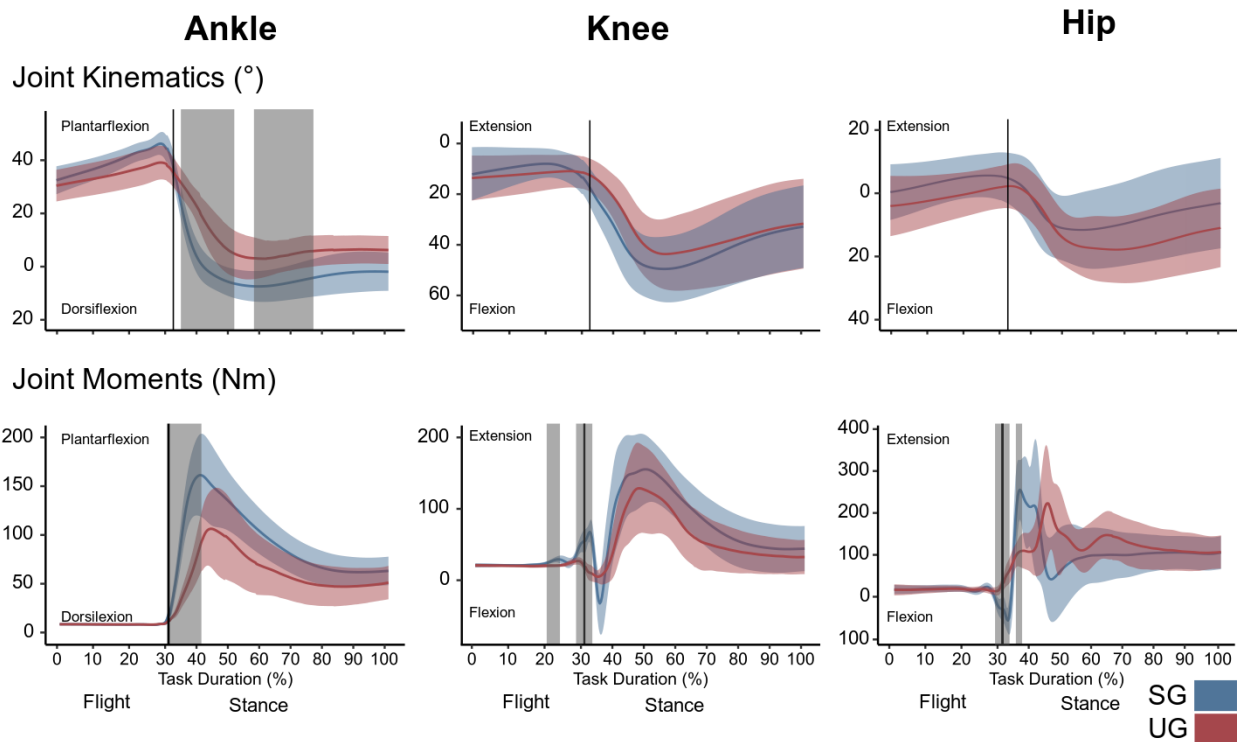 Ankle Knee Hip
Joint Kinematics (°)
Plantarflexion Extension Extension
40 0 20
20 20 0
0 40 20
20 60 40
Dorsiflexion Flexion Flexion
Joint Moments (Nm)
Plantarflexion Extension Extension
200 200 400
150 100 300
100 0 200
50 100
0 0
100
Dorsilexion Flexion Flexion
0 10 20 30 40 50 60 70 80 90 100 0 10 20 30 40 50 60 70 80 90 100 0 10 20 30 40 50 60 70 80 90 100
Task Duration (%) Task Duration (%) Task Duration (%)
Flight Stance Flight Stance Flight Stance
SG
UG